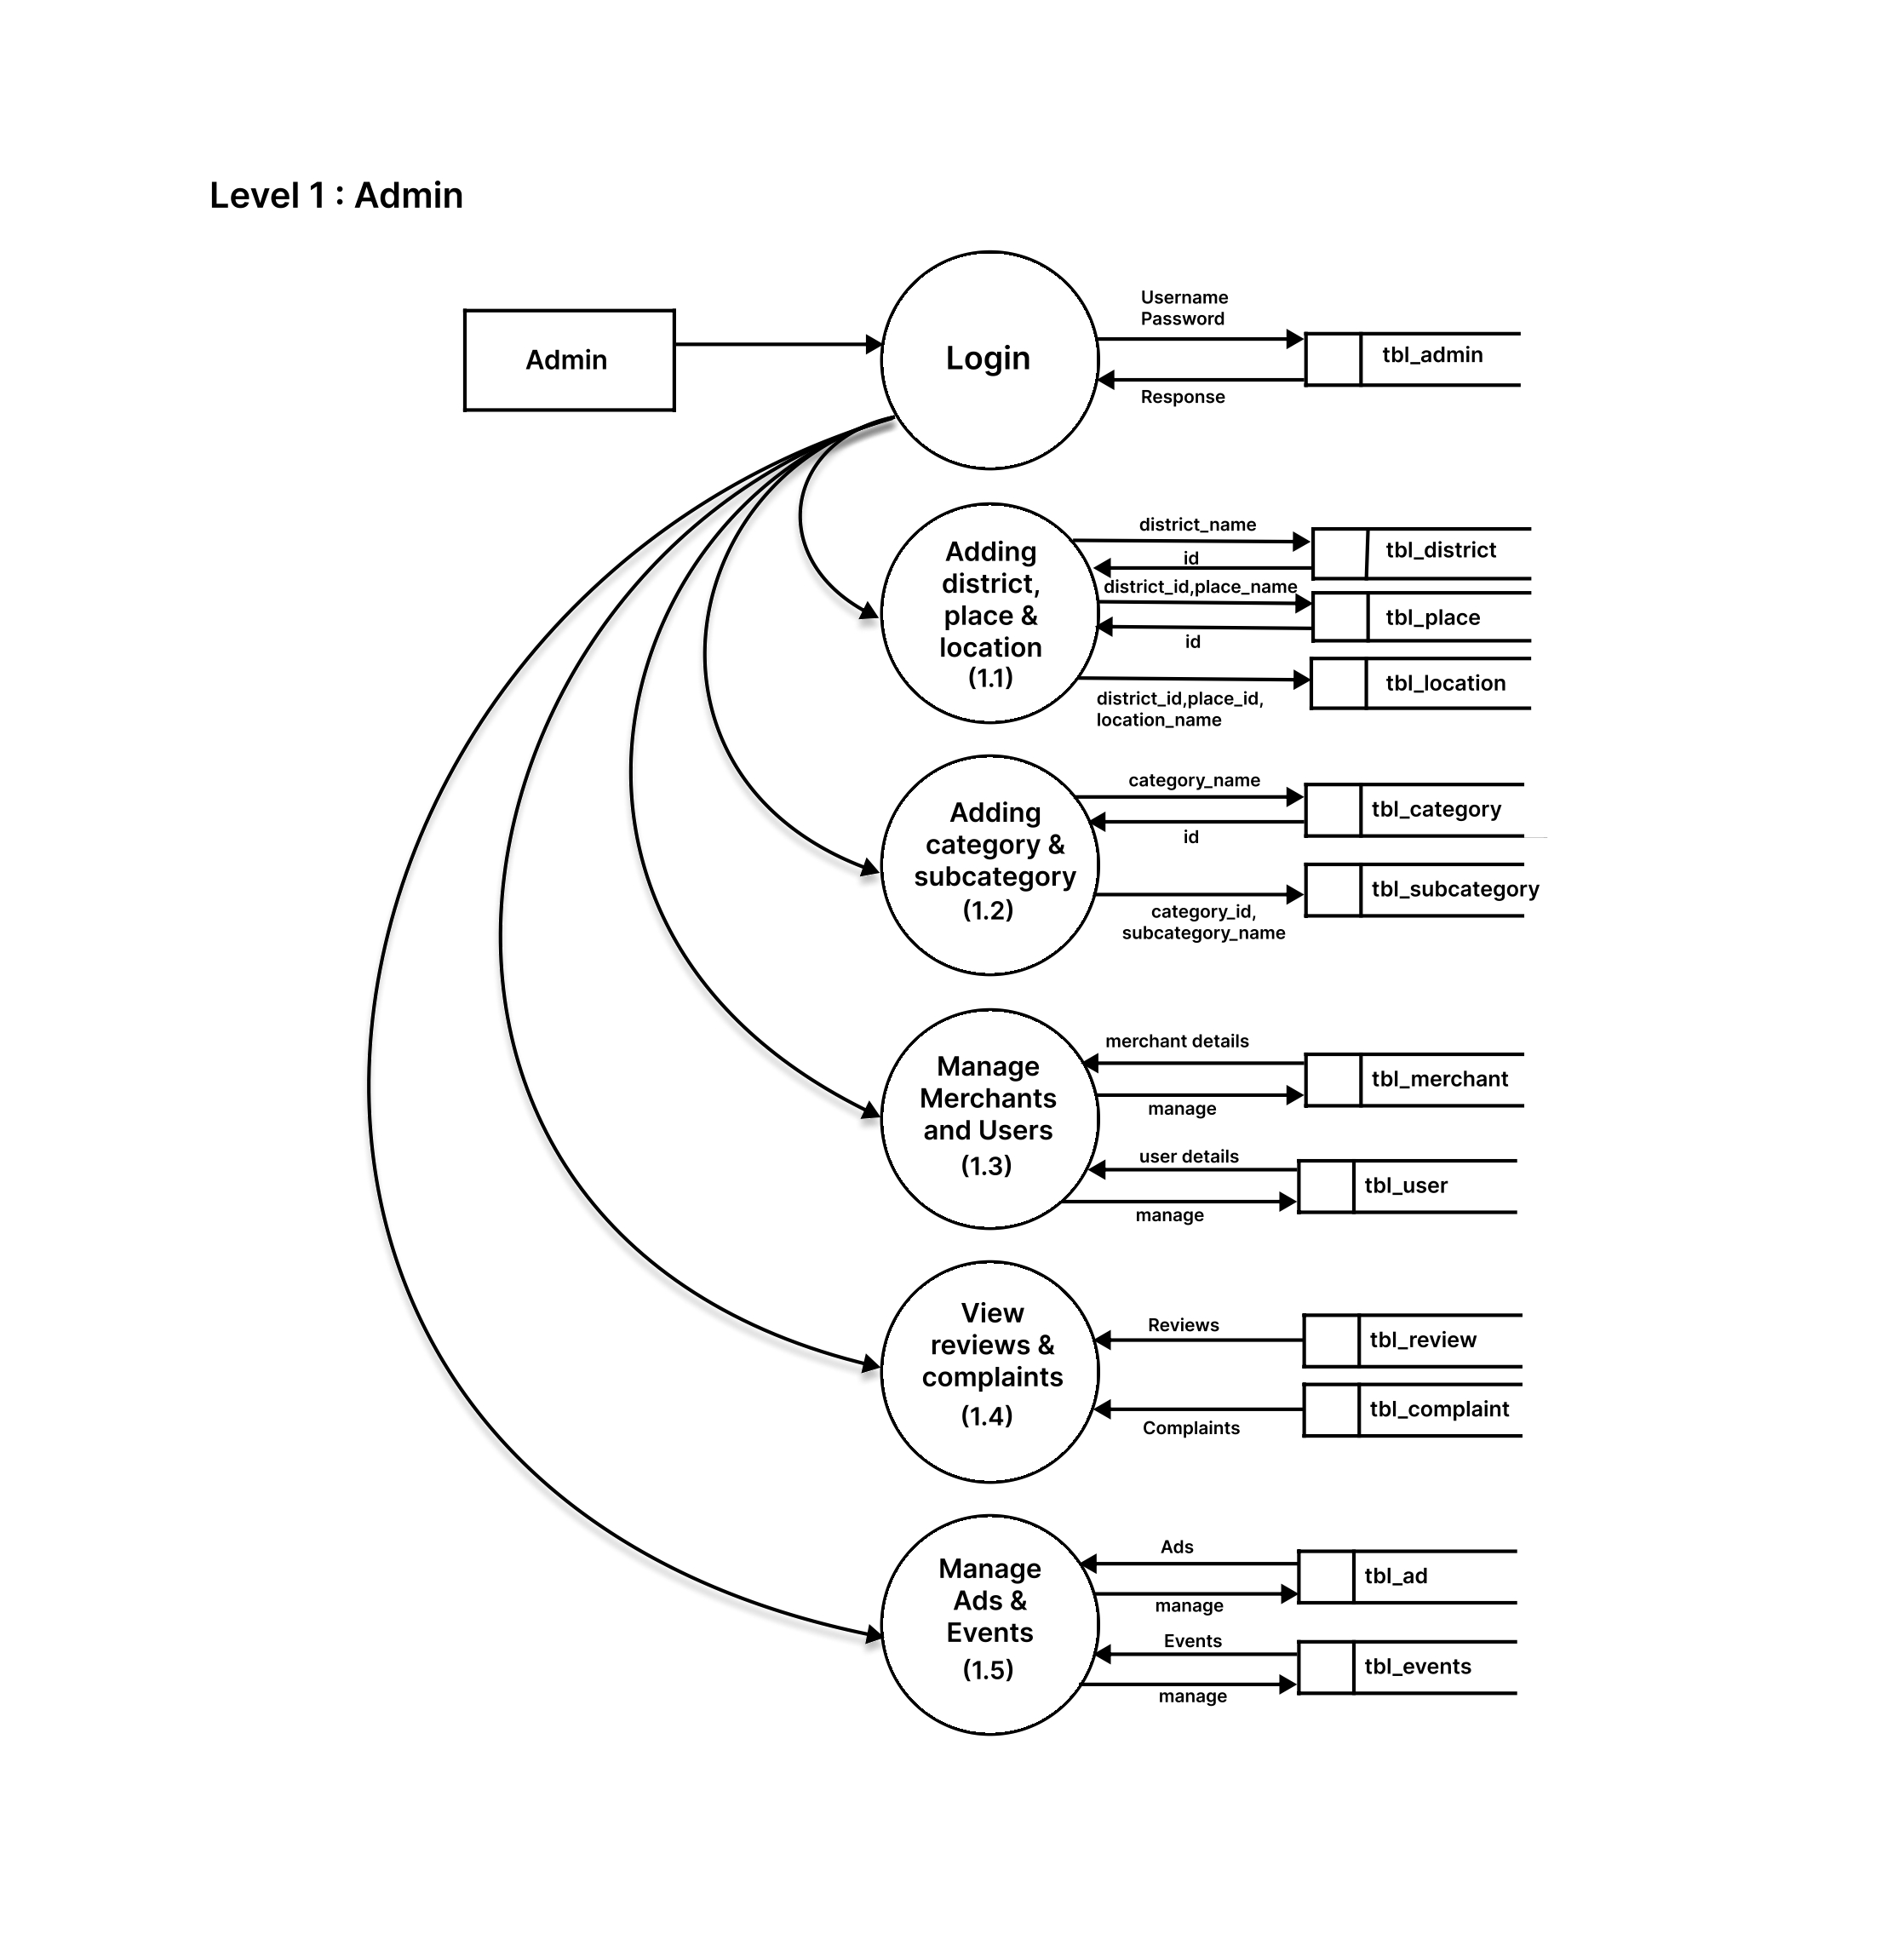 Level 1 : Admin
Admin
Login
Username
Password
Response
tbl_admin
Adding
district,
place &
location
(1.1)
district_name
id
district_id,place_name
id
district_id,place_id,
location_name
tbl_district
tbl_place
tbl_location
Adding
category &
subcategory
(1.2)
category_name
id
category_id,
subcategory_name
tbl_category
tbl_subcategory
Manage
Merchants
and Users
(1.3)
merchant details
manage
user details
manage
tbl_merchant
tbl_user
View
reviews &
complaints
(1.4)
Reviews
Complaints
tbl_review
tbl_complaint
Manage
Ads &
Events
(1.5)
Ads
manage
Events
manage
tbl_ad
tbl_events